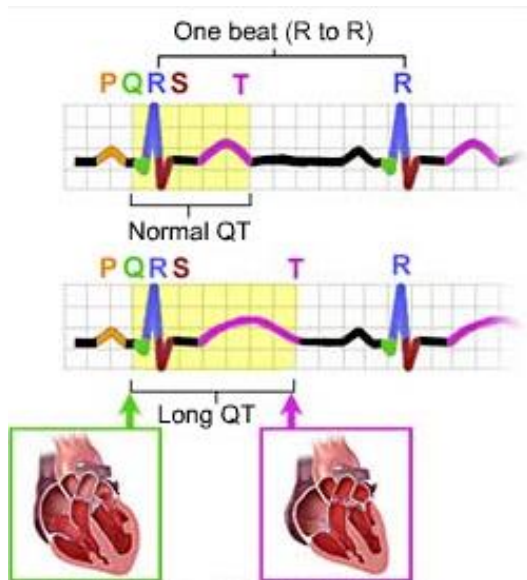 One beat (R to R)
P Q R S T R
Normal QT
P Q R S T R
Long QT